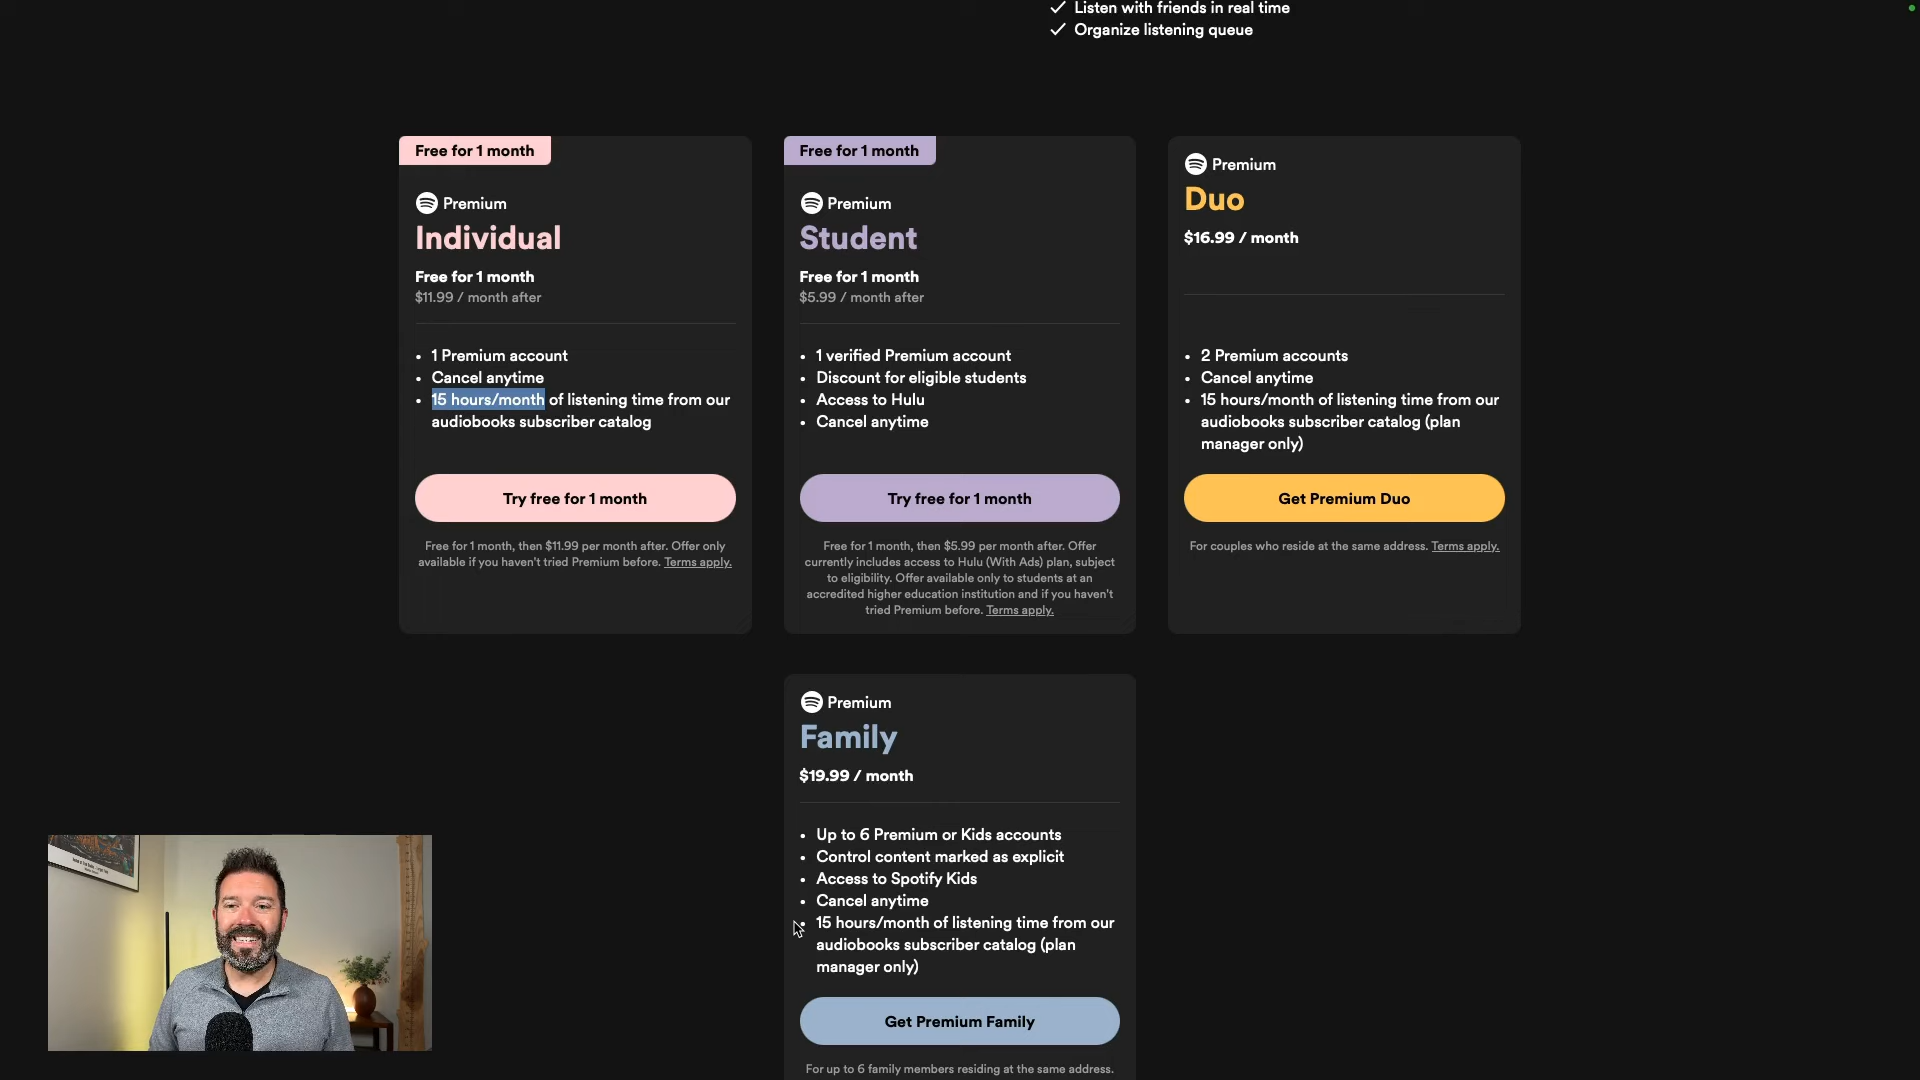 Listen with friends in real time
Organize listening queue
Free for 1 month
Premium
Individual
Free for 1 month
$11.99 / month after
1 Premium account
Cancel anytime
15 hours/month of listening time from our
audiobooks subscriber catalog
Try free for 1 month
Free for 1 month, then $11.99 per month after. Offer only
available if you haven't tried Premium before. Terms apply.
Free for 1 month
Premium
Student
Free for 1 month
$5.99 / month after
1 verified Premium account
Discount for eligible students
Access to Hulu
Cancel anytime
Try free for 1 month
Free for 1 month, then $5.99 per month after. Offer
currently includes access to Hulu (With Ads) plan, subject
to eligibility. Offer available only to students at an
accredited higher education institution and if you haven't
tried Premium before. Terms apply.
Premium
Duo
$16.99 / month
2 Premium accounts
Cancel anytime
15 hours/month of listening time from our
audiobooks subscriber catalog (plan
manager only)
Get Premium Duo
For couples who reside at the same address. Terms apply.
Premium
Family
$19.99 / month
Up to 6 Premium or Kids accounts
Control content marked as explicit
Access to Spotify Kids
Cancel anytime
15 hours/month of listening time from our
audiobooks subscriber catalog (plan
manager only)
Get Premium Family
For up to 6 family members residing at the same address.